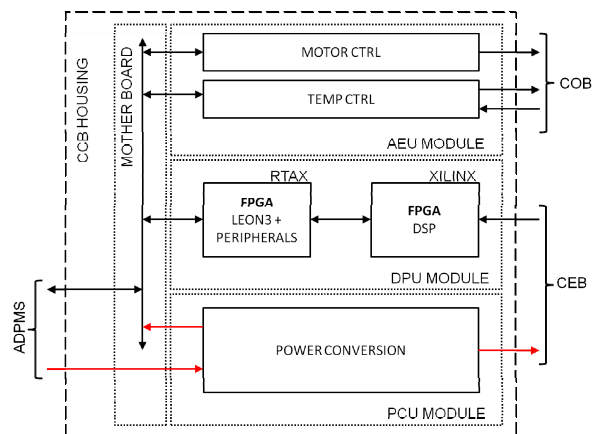 CCB HOUSING
MOTHER BOARD
MOTOR CTRL
TEMP CTRL
AEU MODULE
COB
RTAX
XILINX
FPGA
LEON3 +
PERIPHERALS
FPGA
DSP
DPU MODULE
CEB
ADPMS
POWER CONVERSION
PCU MODULE